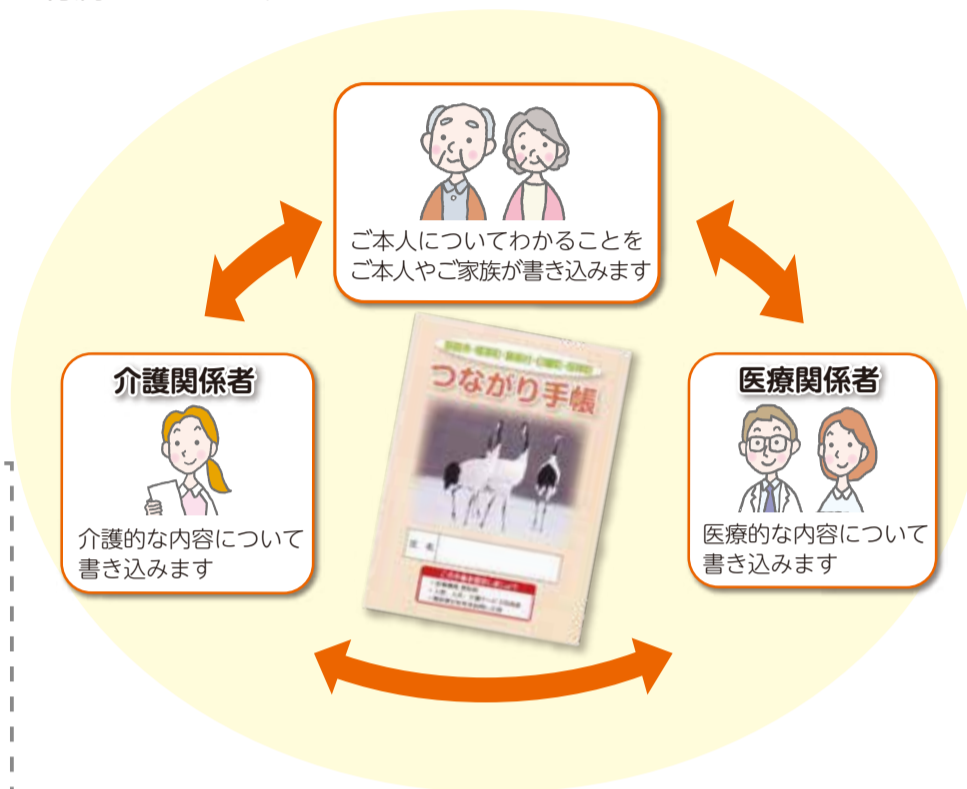 ご本人についてわかることを
ご本人やご家族が書き込みます
介護関係者
介護的な内容について
書き込みます
つながり手帳
氏 名
医療関係者
医療的な内容について
書き込みます